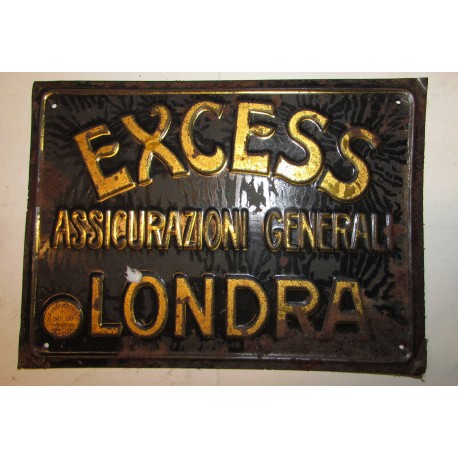 EXCESS
ASSICURAZIONI GENERALI
LONDRA